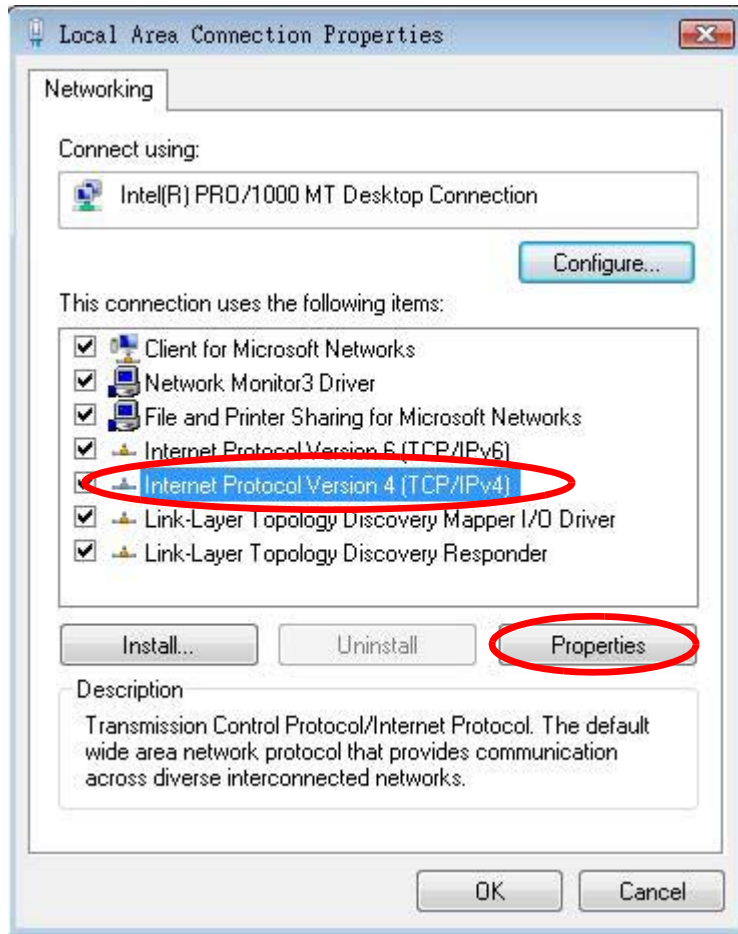 Local Area Connection Properties
Networking
Connect using:
Intel(R) PRO/1000 MT Desktop Connection
Configure...
This connection uses the following items:
Client for Microsoft Networks
Network Monitor3 Driver
File and Printer Sharing for Microsoft Networks
Internet Protocol Version 6 (TCP/IPv6)
Internet Protocol Version 4 (TCP/IPv4)
Link-Layer Topology Discovery Mapper I/O Driver
Link-Layer Topology Discovery Responder
Install...
Uninstall
Properties
Description
Transmission Control Protocol/Internet Protocol. The default
wide area network protocol that provides communication
across diverse interconnected networks.
OK
Cancel